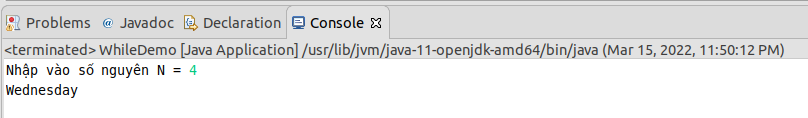 Problems @ Javadoc Declaration Console
<terminated> WhileDemo [Java Application] /usr/lib/jvm/java-11-openjdk-amd64/bin/java (Mar 15, 2022, 11:50:12 PM)
Nhập vào số nguyên N = 4
Wednesday